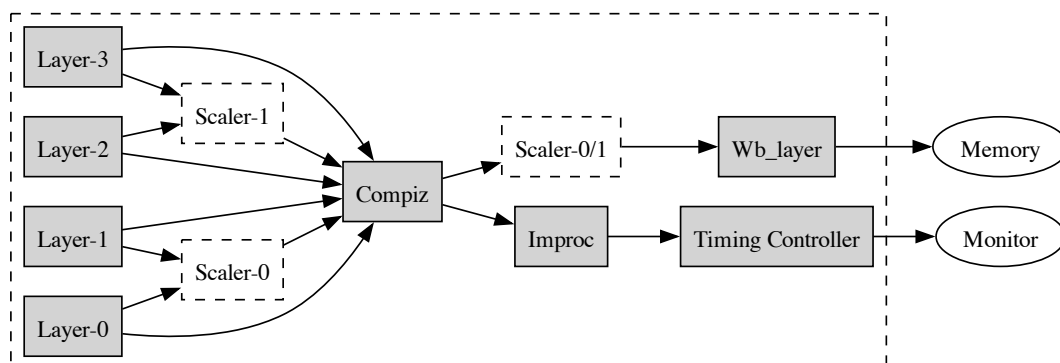 Layer-3
Scaler-1
Layer-2
Compiz
Layer-1
Scaler-0
Layer-0
Scaler-0/1
Wb_layer
Memory
Improc
Timing Controller
Monitor